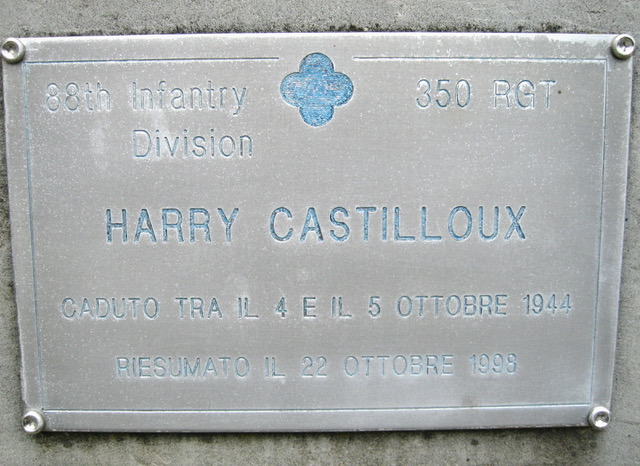 88th Infantry Division
350 RGT
HARRY CASTILLOUX
CADUTO TRA IL 4 E IL 5 OTTOBRE 1944
RIESUMATO IL 22 OTTOBRE 1998